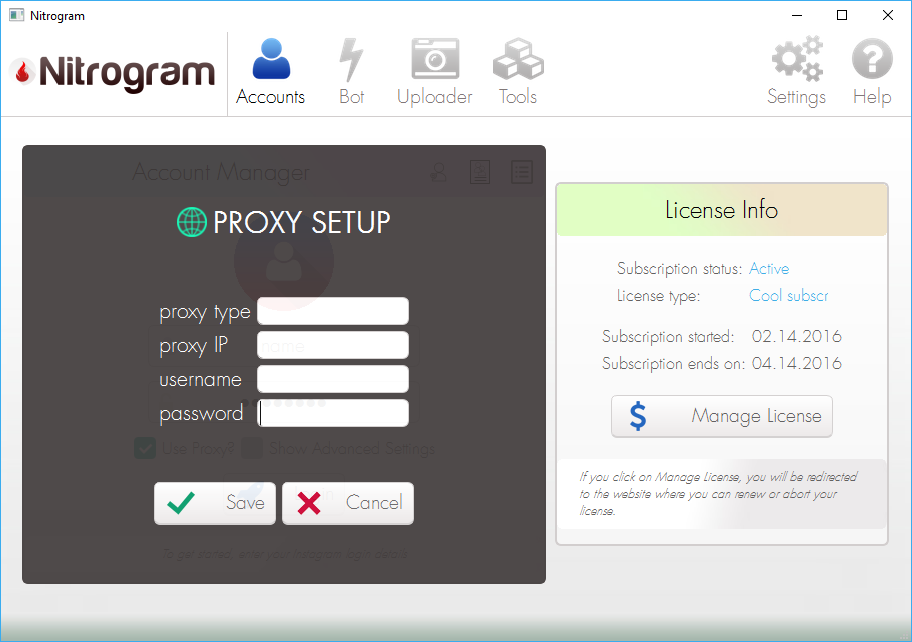 Nitrogram
Nitrogram
Accounts
Bot
Uploader
Tools
Settings
Help
Account Manager
PROXY SETUP
proxy type
proxy IP
name
username
password
Use Proxy? Show Advanced Settings
Save
Cancel
To get started, enter your Instagram login details
License Info
Subscription status: Active
License type: Cool subscr
Subscription started: 02.14.2016
Subscription ends on: 04.14.2016
Manage License
If you click on Manage License, you will be redirected
to the website where you can renew or abort your
license.